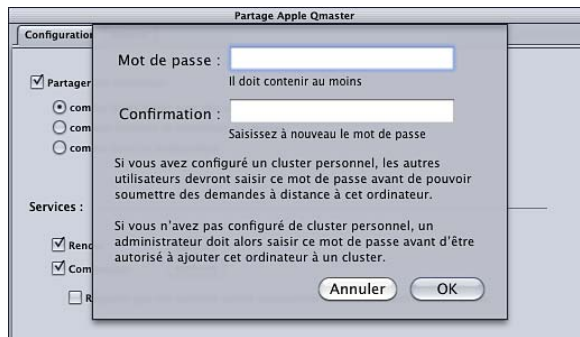 Partage Apple Qmaster
Mot de passe :
Il doit contenir au moins
Confirmation :
Saisissez à nouveau le mot de passe
Partager
com
com
com
Si vous avez configuré un cluster personnel, les autres
utilisateurs devront saisir ce mot de passe avant de pouvoir
soumettre des demandes à distance à cet ordinateur.
Services :
Si vous n'avez pas configuré de cluster personnel, un
administrateur doit alors saisir ce mot de passe avant d'être
autorisé à ajouter cet ordinateur à un cluster.
Annuler OK